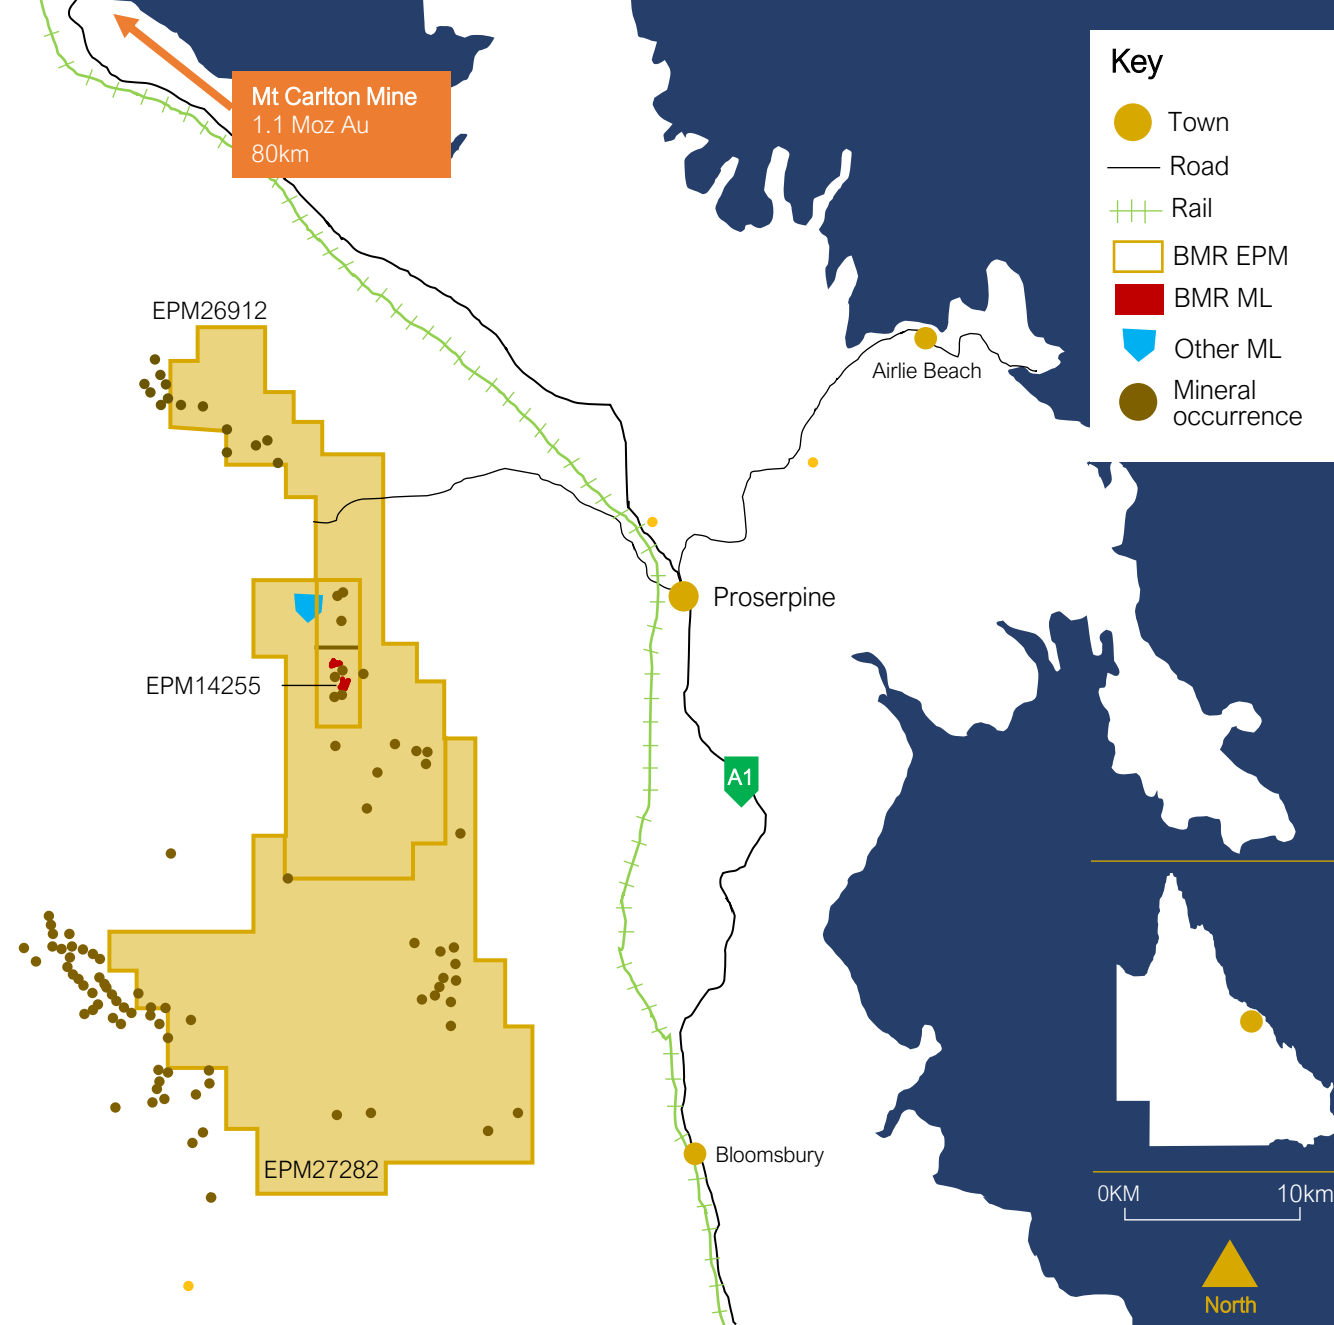 Mt Carlton Mine
1.1 Moz Au
80km
Key
Town
Road
Rail
BMR EPM
BMR ML
Other ML
Mineral
occurrence
EPM26912
Airlie Beach
Proserpine
EPM14255
A1
Bloomsbury
EPM27282
0KM 10km
North